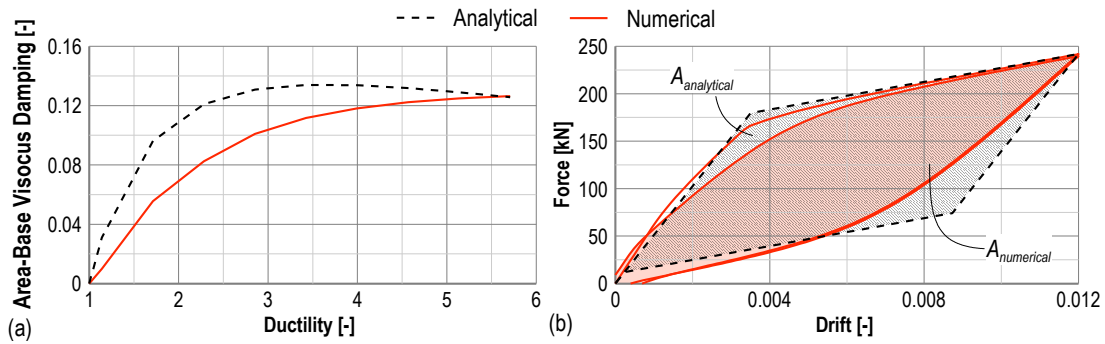 Analytical
Numerical
Area-Base Visocus Damping [-]
0.16
0.12
0.08
0.04
0
1
2
3
4
5
6
Ductility [-]
(a)
Force [kN]
250
200
150
100
50
0
0
0.004
0.008
0.012
Drift [-]
(b)
Aanalytical
Anumerical